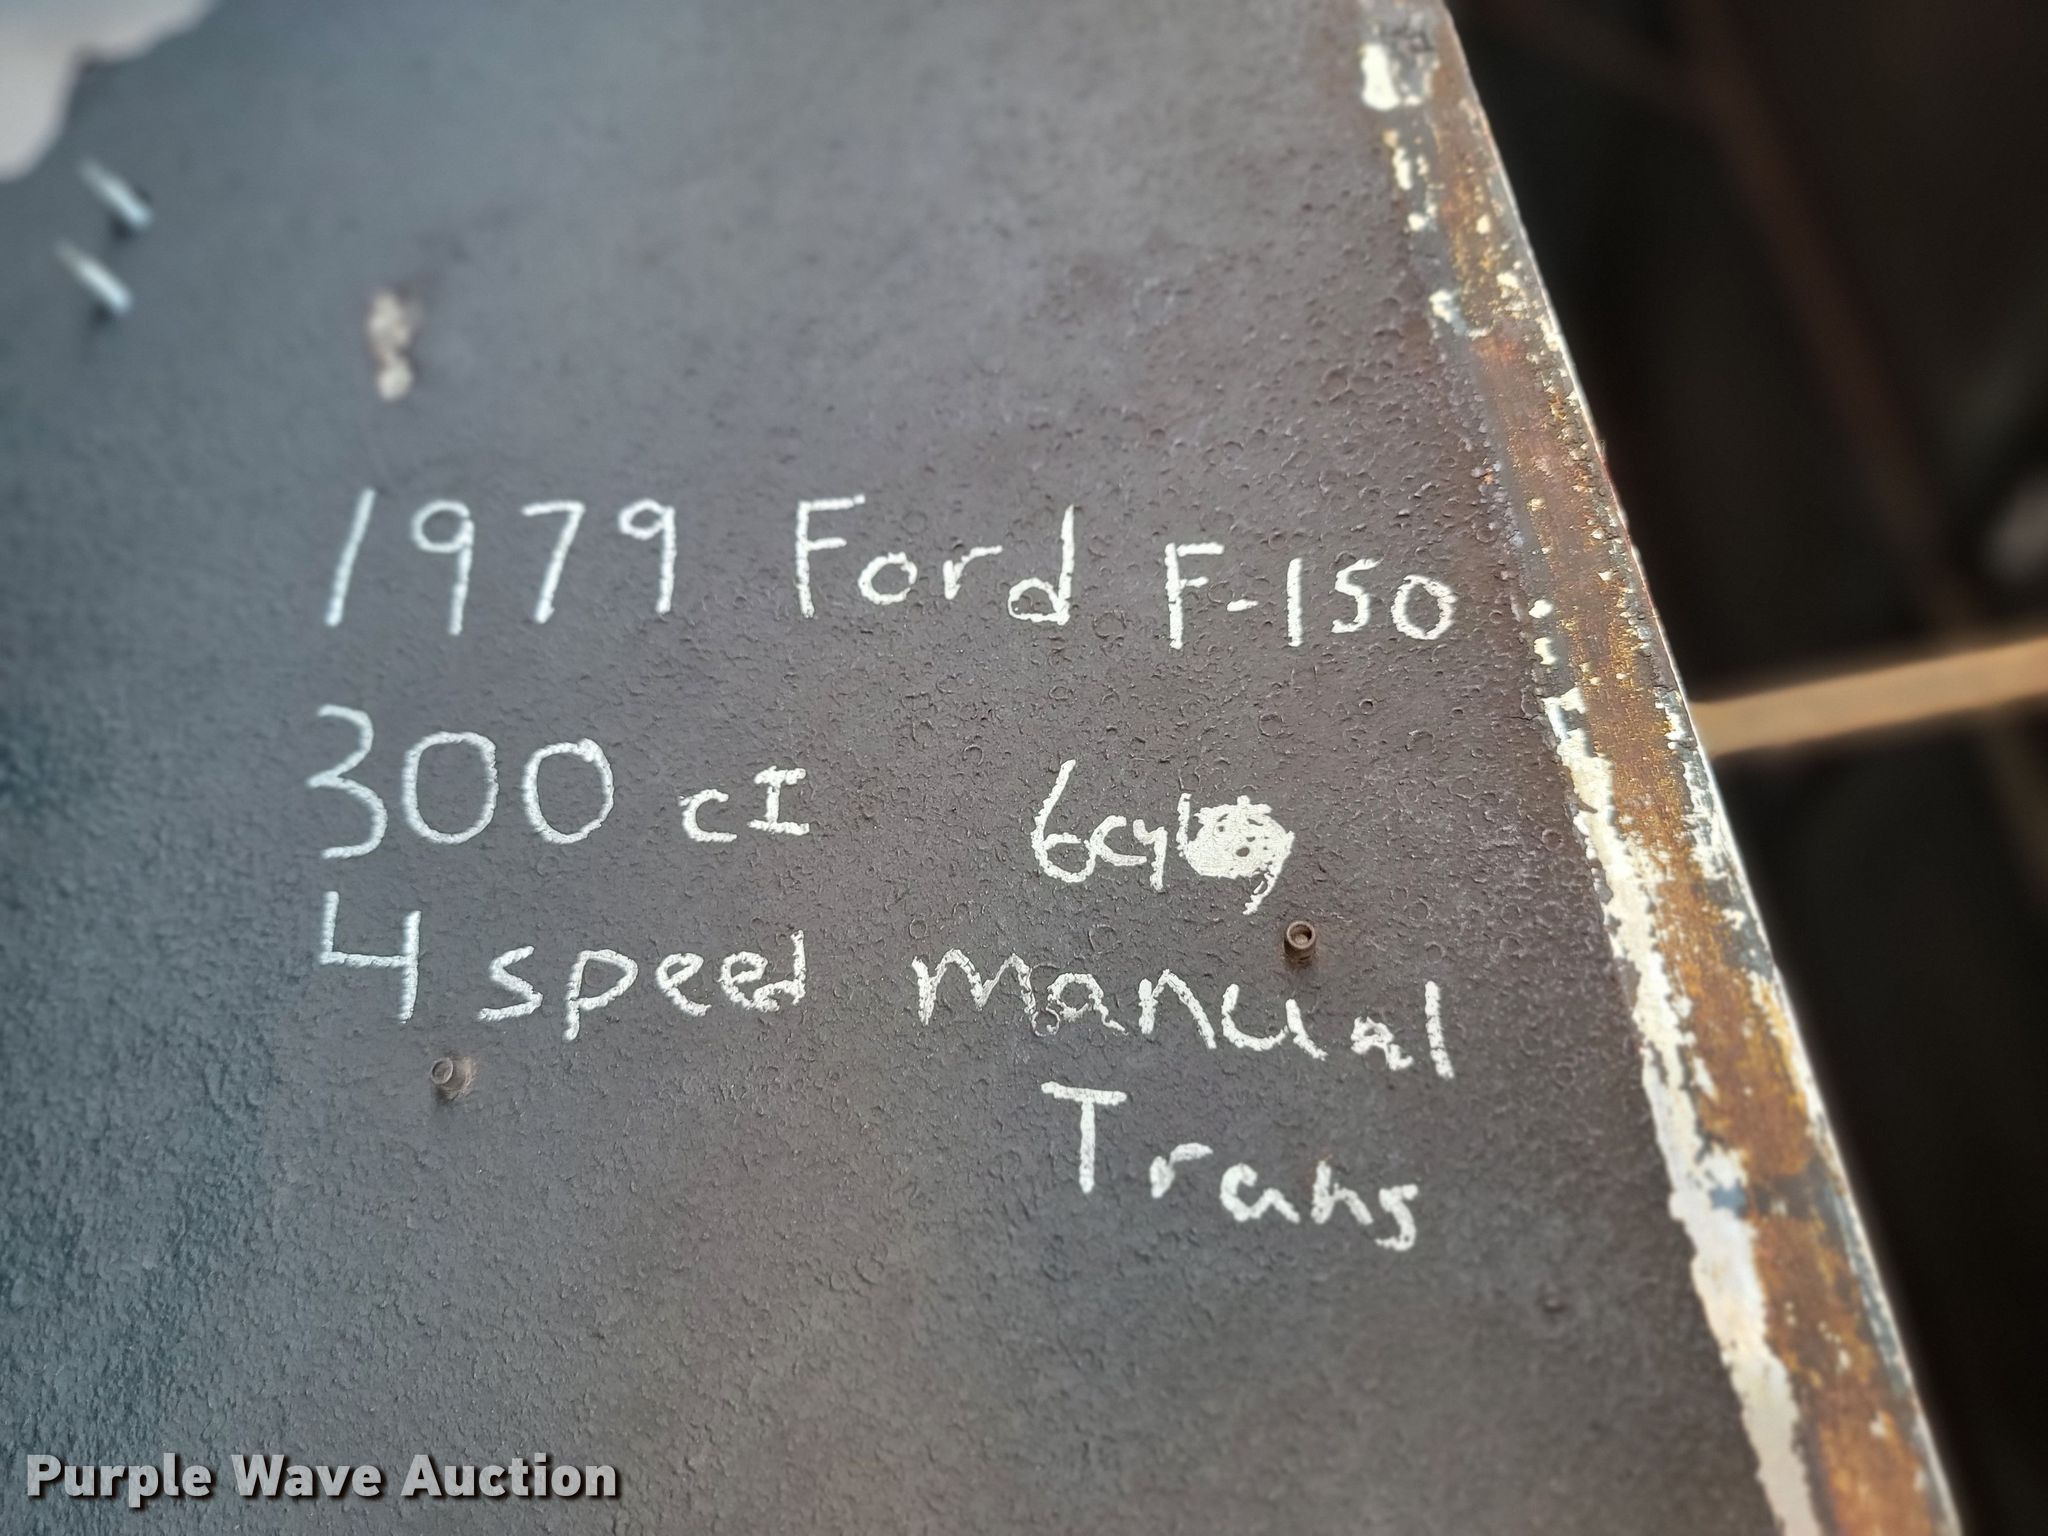 1979 Ford F-150
300 CI 6cyl
4 speed manual
Trans
Purple Wave Auction